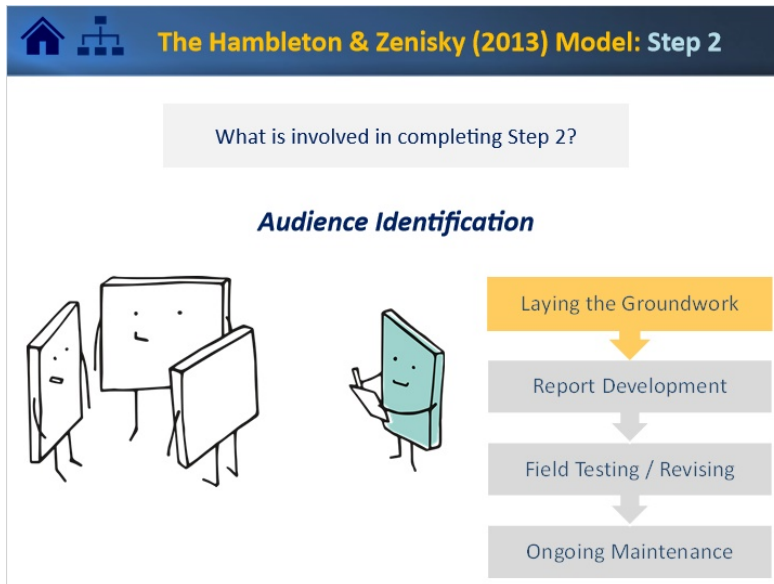 The Hambleton & Zenisky (2013) Model: Step 2
What is involved in completing Step 2?
Audience Identification
Laying the Groundwork
Report Development
Field Testing / Revising
Ongoing Maintenance